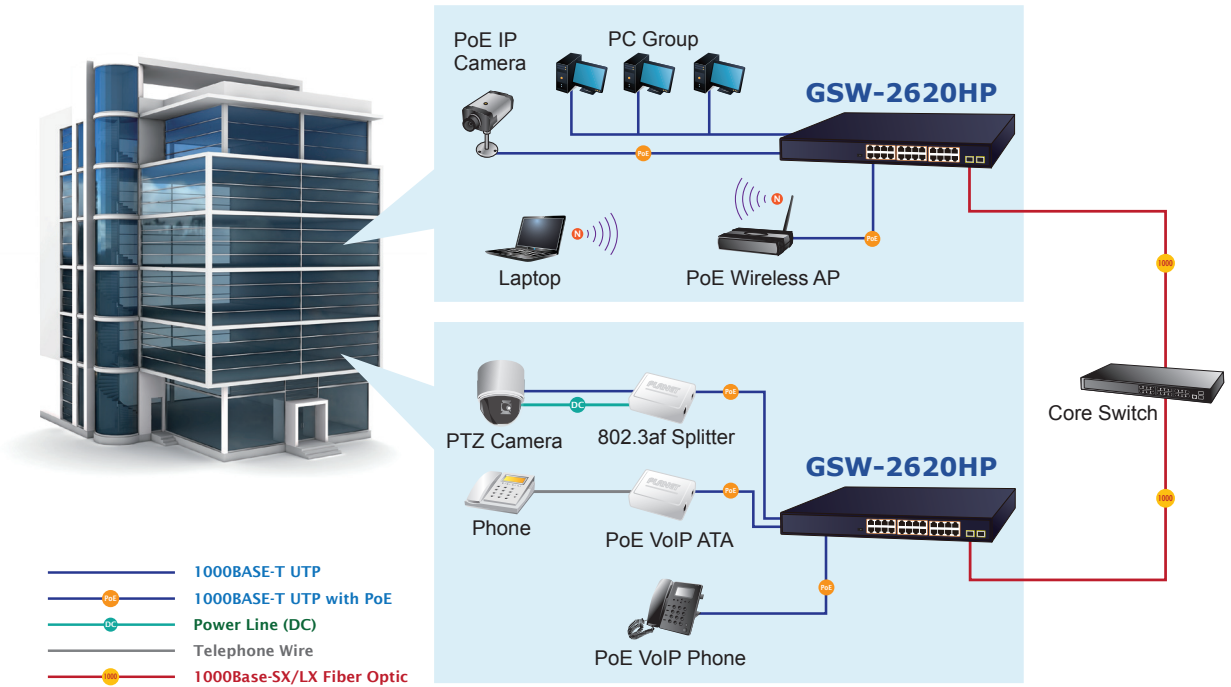 PoE IP
Camera
PC Group
GSW-2620HP
PoE
N
N
PoE
Laptop
PoE Wireless AP
1000
PoE
DC
PLANET
PTZ Camera
802.3af Splitter
Core Switch
GSW-2620HP
PoE
PLANET
1000
Phone
PoE VoIP ATA
PoE
PoE VoIP Phone
1000BASE-T UTP
PoE
1000BASE-T UTP with PoE
DC
Power Line (DC)
Telephone Wire
1000
1000Base-SX/LX Fiber Optic